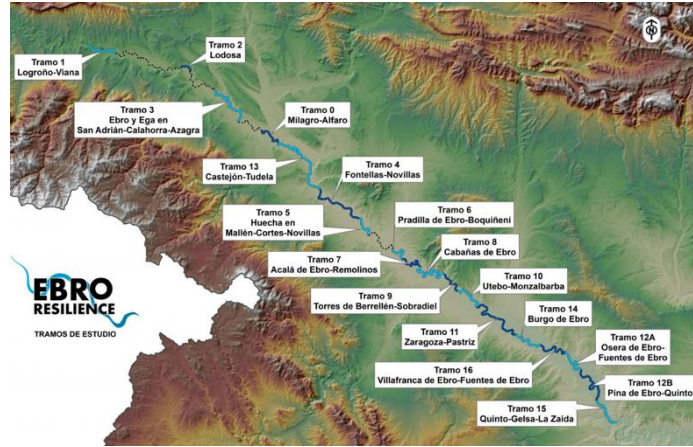 N
Tramo 1
Logroño-Viana
Tramo 2
Lodosa
Tramo 3
Ebro y Ega en
San Adrián-Calahorra-Azagra
Tramo 0
Milagro-Alfaro
Tramo 13
Castejón-Tudela
Tramo 4
Fontellas-Novillas
Tramo 5
Huecha en
Mallén-Cortes-Novillas
Tramo 6
Pradilla de Ebro-Boquiñeni
Tramo 7
Acalá de Ebro-Remolinos
Tramo 8
Cabañas de Ebro
Tramo 9
Torres de Berrellén-Sobradiel
Tramo 10
Utebo-Monzalbarba
Tramo 11
Zaragoza-Pastriz
Tramo 14
Burgo de Ebro
Tramo 16
Villafranca de Ebro-Fuentes de Ebro
Tramo 12A
Osera de Ebro-
Fuentes de Ebro
Tramo 12B
Pina de Ebro-Quinto
Tramo 15
Quinto-Gelsa-La Zaida
EBRO
RESILIENCE
TRAMOS DE ESTUDIO